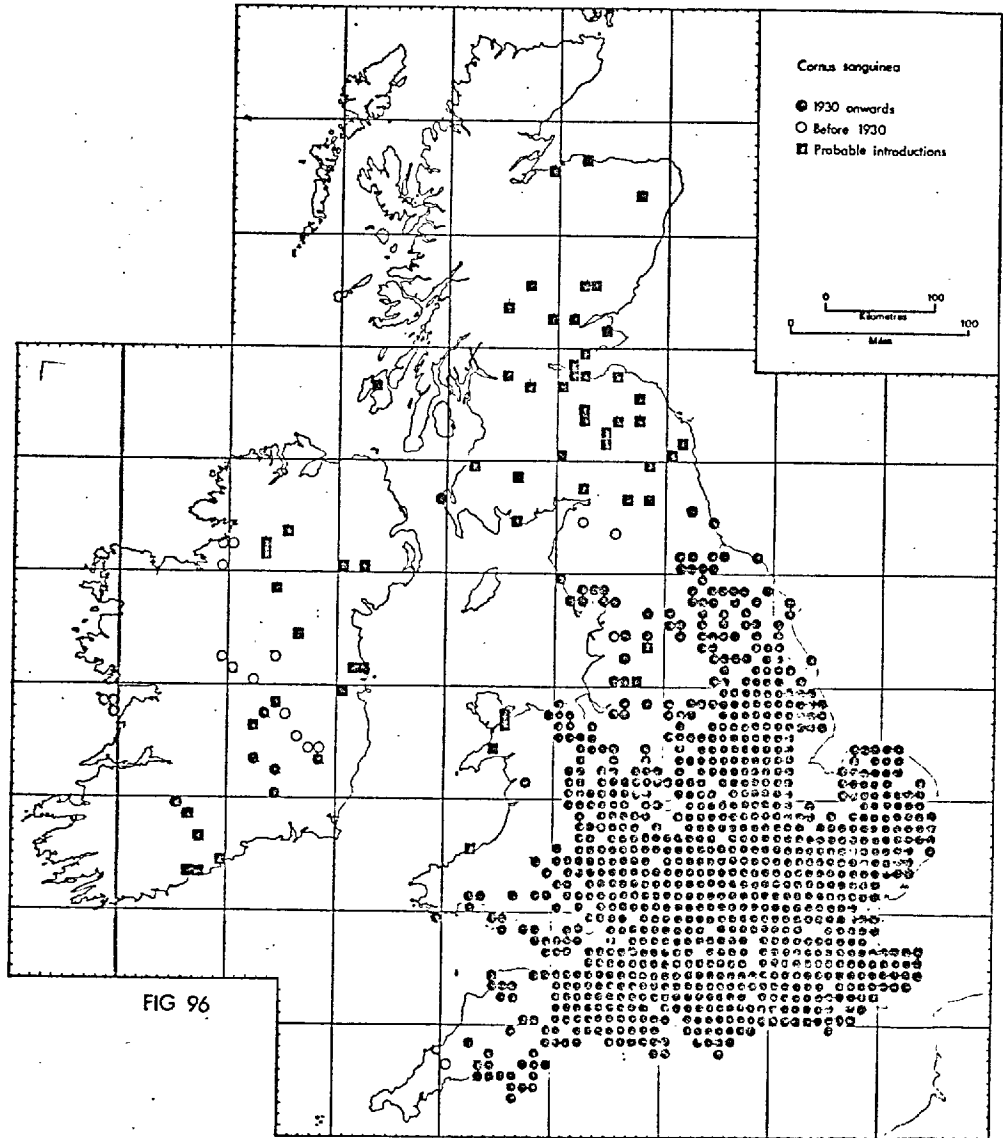 Cornus sanguinea
1930 onwards
Before 1930
Probable introductions
0 100
Kilometres
0 100
Miles
FIG 96